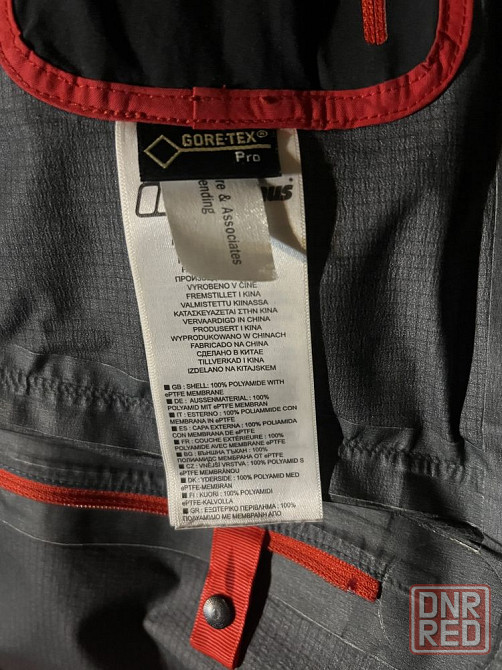 GORE-TEX®
Pro
re & Associates
ending
VYROBENO V ČÍNE
FREMSTILLET I KINA
VALMISTETTU KIINASSA
ΚΑΤΑΣΚΕΥΑΖΕΤΑΙ ΣΤΗΝ ΚΙΝΑ
VERVAARDIGD IN CHINA
PRODUSERT I KINA
WYPRODUKOWANO W CHINACH
FABRICADO NA CHINA
СДЕЛАНО В КИТАЕ
TILLVERKAD I KINA
IZDELANO NA KITAJSKEM
■ GB : SHELL: 100% POLYAMIDE WITH
ePTFE MEMBRANE
■ DE : AUSSENMATERIAL : 100%
POLYAMID MIT ePTFE MEMBRAN
■ IT : ESTERNO : 100% POLIAMMIDE CON
MEMBRANA IN ePTFE
■ ES : CAPA EXTERNA : 100% POLIAMIDA
CON MEMBRANA DE ePTFE
■ FR : COUCHE EXTÉRIEURE : 100%
POLYAMIDE AVEC MEMBRANE ePTFE
■ BG : ВЪНШНА ТЪКАН : 100%
ПОЛИАМИДС МЕМБРАНА ОТ ePTFE
■ CZ : VNĚJŠÍ VRSTVA : 100% POLYAMID S
ePTFE MEMBRÁNOU
■ DK : YDERSIDE : 100% POLYAMID MED
ePTFE-MEMBRAN
■ FI : KUORI : 100% POLYAMIDI
ePTFE-KALVOLLA
■ GR : ΕΞΩΤΕΡΙΚΟ ΠΕΡΙΒΛΗΜΑ : 100%
ΠΟΛΥΑΜΙΔΙΟ ΜΕ ΜΕΜΒΡΑΝΗ ΑΠΟ
DNR
RED